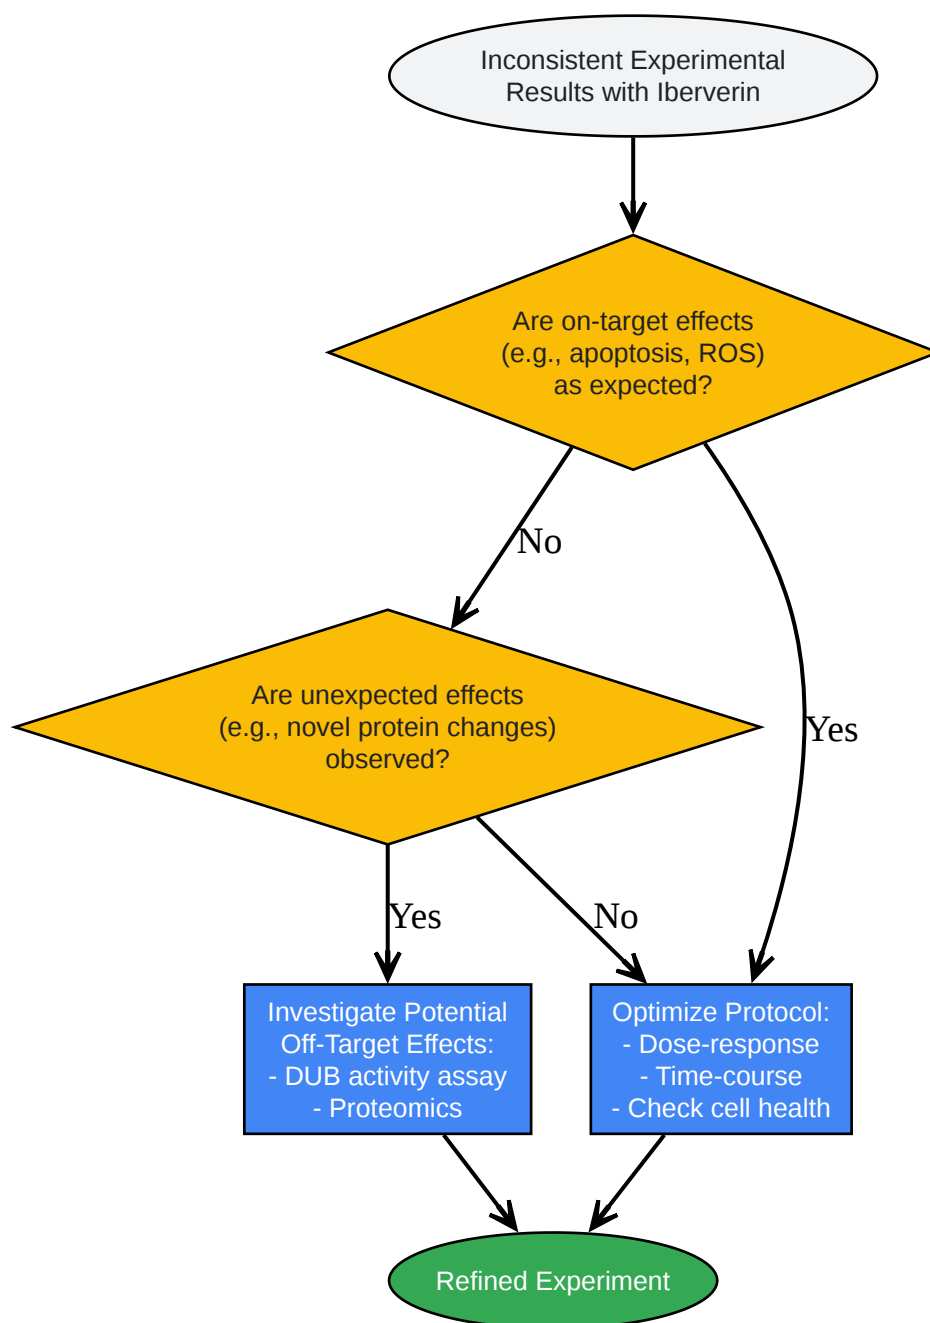 Inconsistent Experimental
Results with Iberverin
Are on-target effects
(e.g., apoptosis, ROS)
as expected?
No
Are unexpected effects
(e.g., novel protein changes)
observed?
Yes
Yes
No
Investigate Potential
Off-Target Effects:
- DUB activity assay
- Proteomics
Optimize Protocol:
- Dose-response
- Time-course
- Check cell health
Refined Experiment